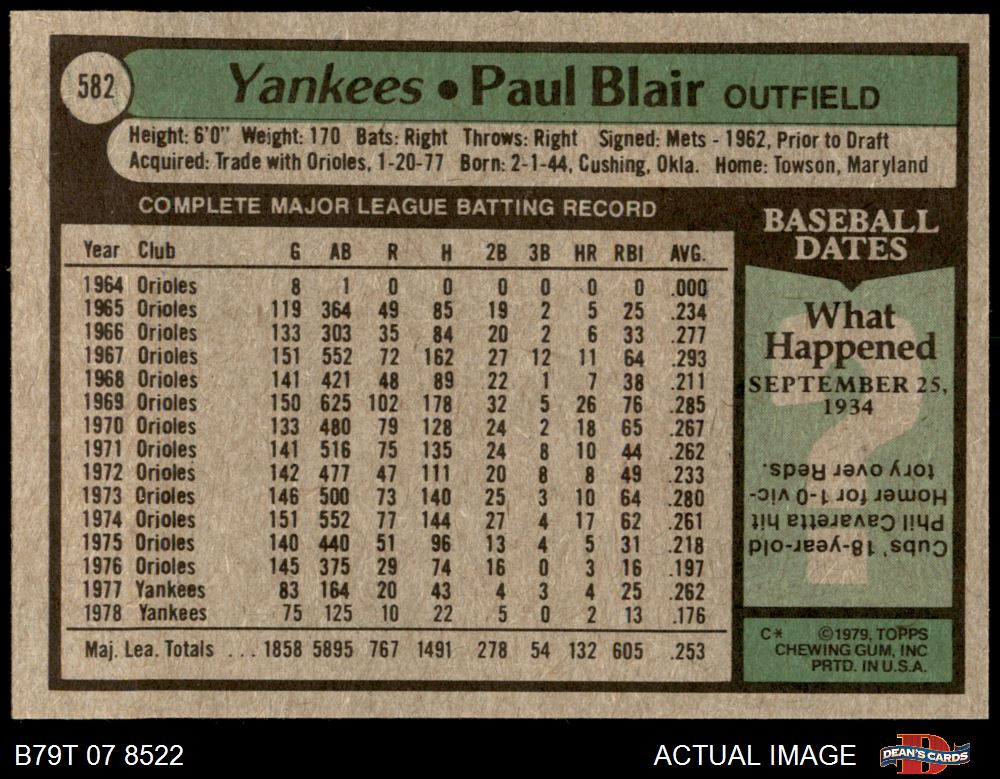 582
Yankees • Paul Blair OUTFIELD
Height: 6'0" Weight: 170 Bats: Right Throws: Right Signed: Mets - 1962, Prior to Draft
Acquired: Trade with Orioles, 1-20-77 Born: 2-1-44, Cushing, Okla. Home: Towson, Maryland
COMPLETE MAJOR LEAGUE BATTING RECORD
Year Club G AB R H 2B 3B HR RBI AVG.
1964 Orioles 8 1 0 0 0 0 0 0 .000
1965 Orioles 119 364 49 85 19 2 5 25 .234
1966 Orioles 133 303 35 84 20 2 6 33 .277
1967 Orioles 151 552 72 162 27 12 11 64 .293
1968 Orioles 141 421 48 89 22 1 7 38 .211
1969 Orioles 150 625 102 178 32 5 26 76 .285
1970 Orioles 133 480 79 128 24 2 18 65 .267
1971 Orioles 141 516 75 135 24 8 10 44 .262
1972 Orioles 142 477 47 111 20 8 8 49 .233
1973 Orioles 146 500 73 140 25 3 10 64 .280
1974 Orioles 151 552 77 144 27 4 17 62 .261
1975 Orioles 140 440 51 96 13 4 5 31 .218
1976 Orioles 145 375 29 74 16 0 3 16 .197
1977 Yankees 83 164 20 43 4 3 4 25 .262
1978 Yankees 75 125 10 22 5 0 2 13 .176
Maj. Lea. Totals . . . 1858 5895 767 1491 278 54 132 605 .253
BASEBALL
DATES
What
Happened
SEPTEMBER 25,
1934
?
Cubs' 18-year-old
Phil Cavaretta hit
Homer for 1-0 vic-
tory over Reds.
C* ©1979, TOPPS
CHEWING GUM, INC
PRTD. IN U.S.A.
B79T 07 8522
ACTUAL IMAGE
D
DEAN'S CARDS